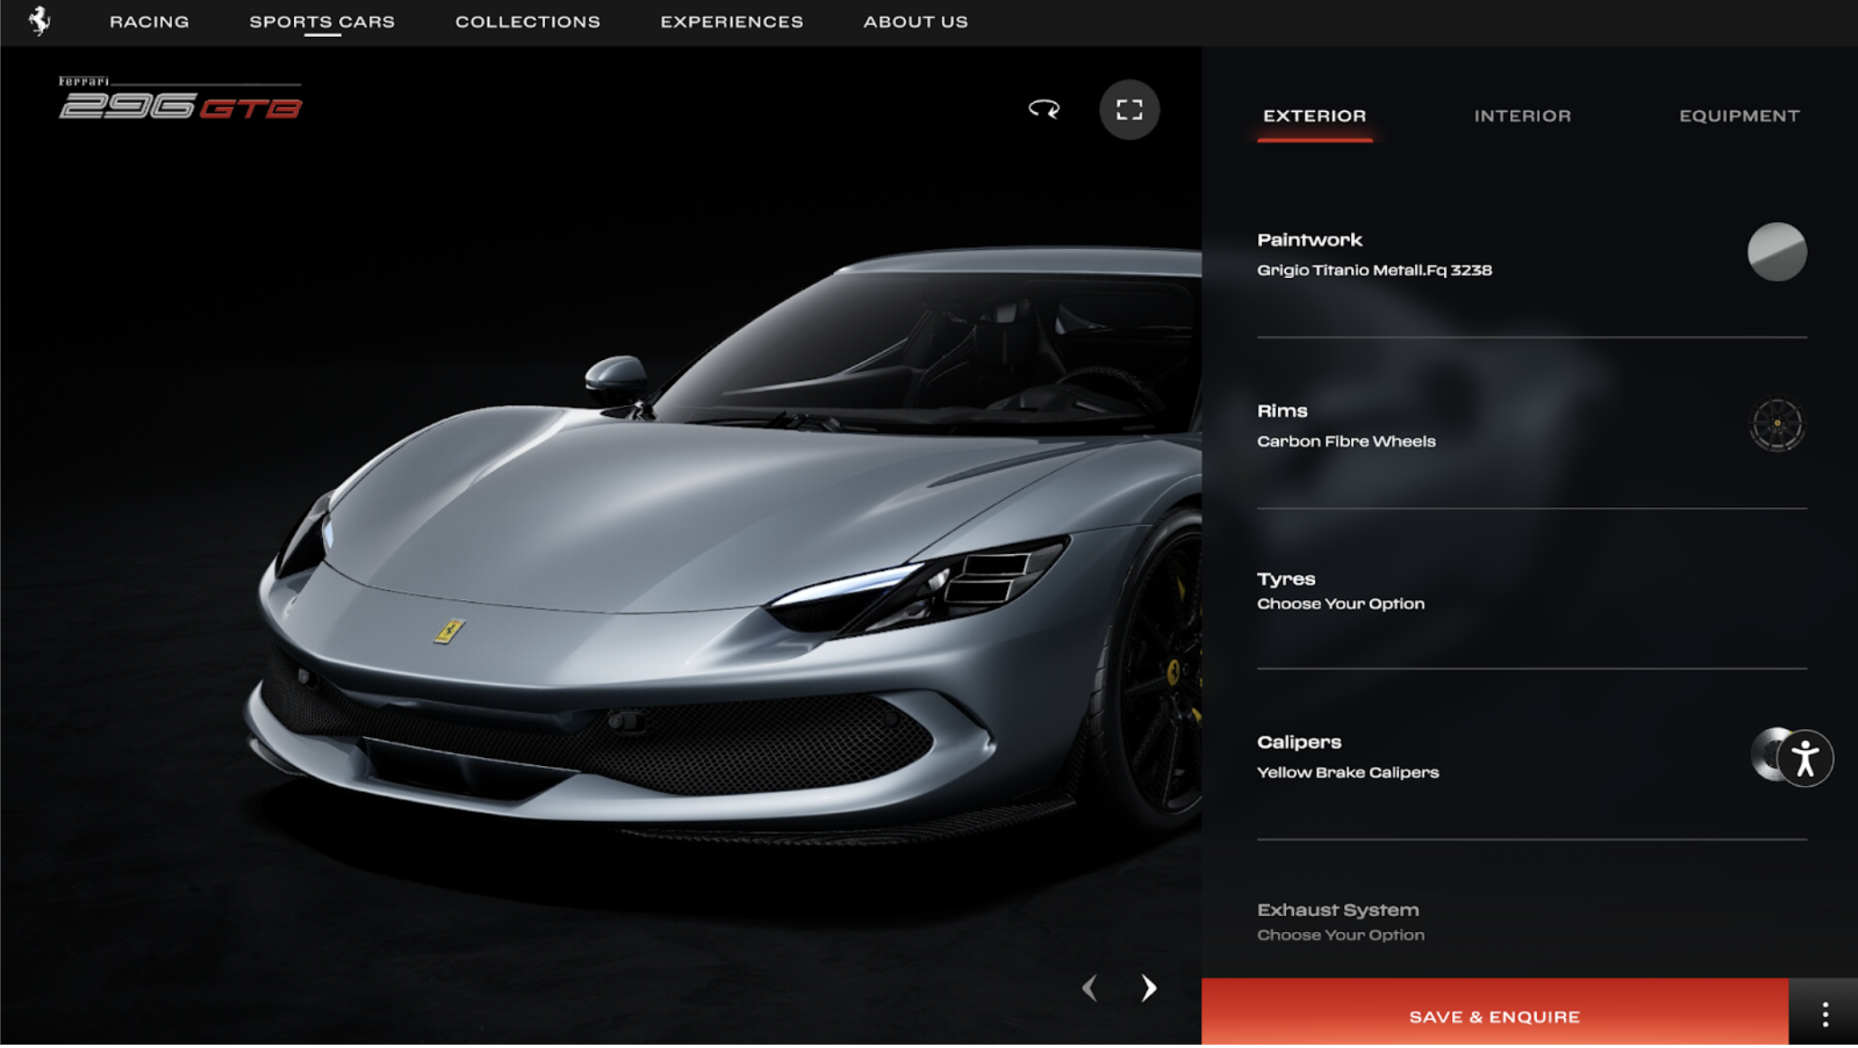 RACING
SPORTS CARS
COLLECTIONS
EXPERIENCES
ABOUT US
Ferrari
296 GTB
EXTERIOR
INTERIOR
EQUIPMENT
Paintwork
Grigio Titanio Metall.Fq 3238
Rims
Carbon Fibre Wheels
Tyres
Choose Your Option
Calipers
Yellow Brake Calipers
Exhaust System
Choose Your Option
SAVE & ENQUIRE